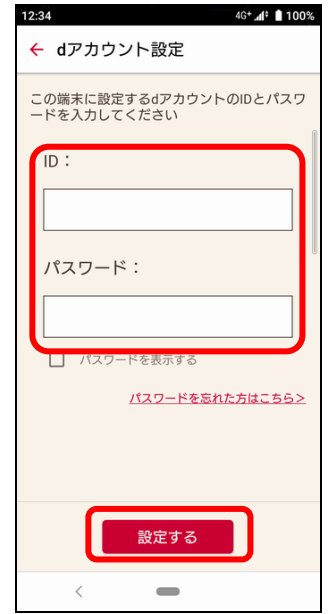 12:34 4G+ 100%
← dアカウント設定
この端末に設定するdアカウントのIDとパスワ
ードを入力してください
ID：
パスワード：
パスワードを表示する
パスワードを忘れた方はこちら＞
設定する